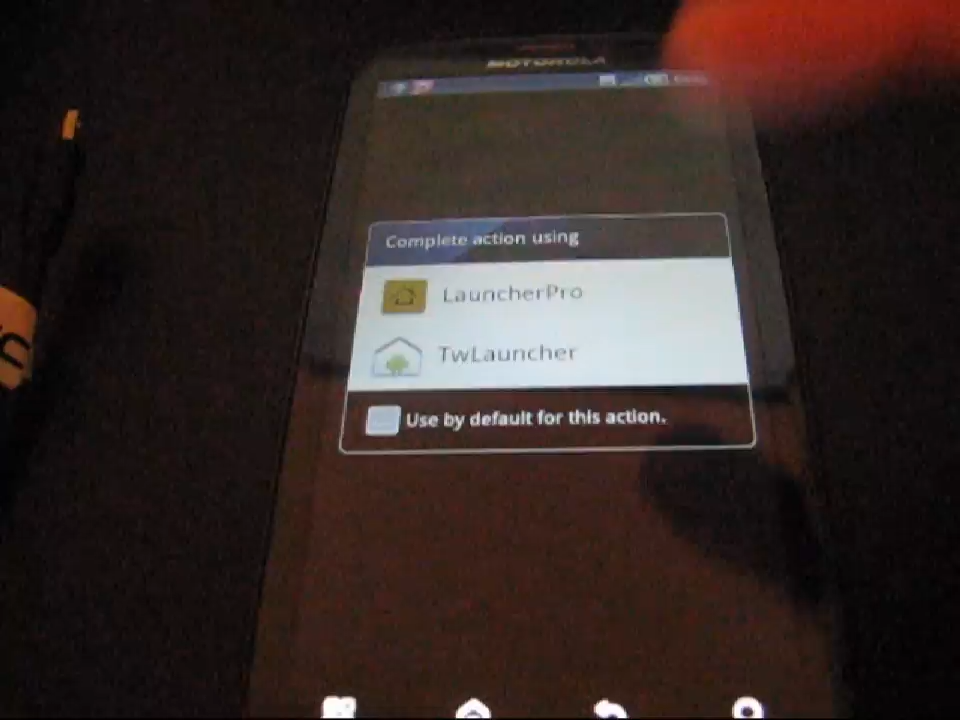 MOTOROLA
Complete action using
LauncherPro
TwLauncher
Use by default for this action.